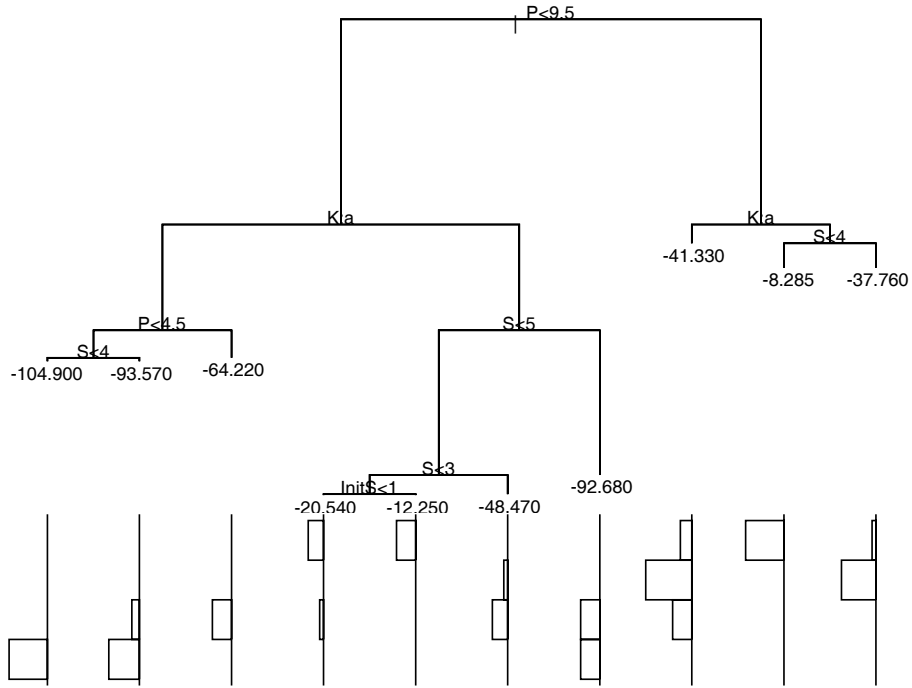 P<9.5
K:a
K:a
-41.330
S<4
-8.285
-37.760
P<4.5
S<5
S<4
-104.900
-93.570
-64.220
S<3
InitS<1
-20.540
-12.250
-48.470
-92.680